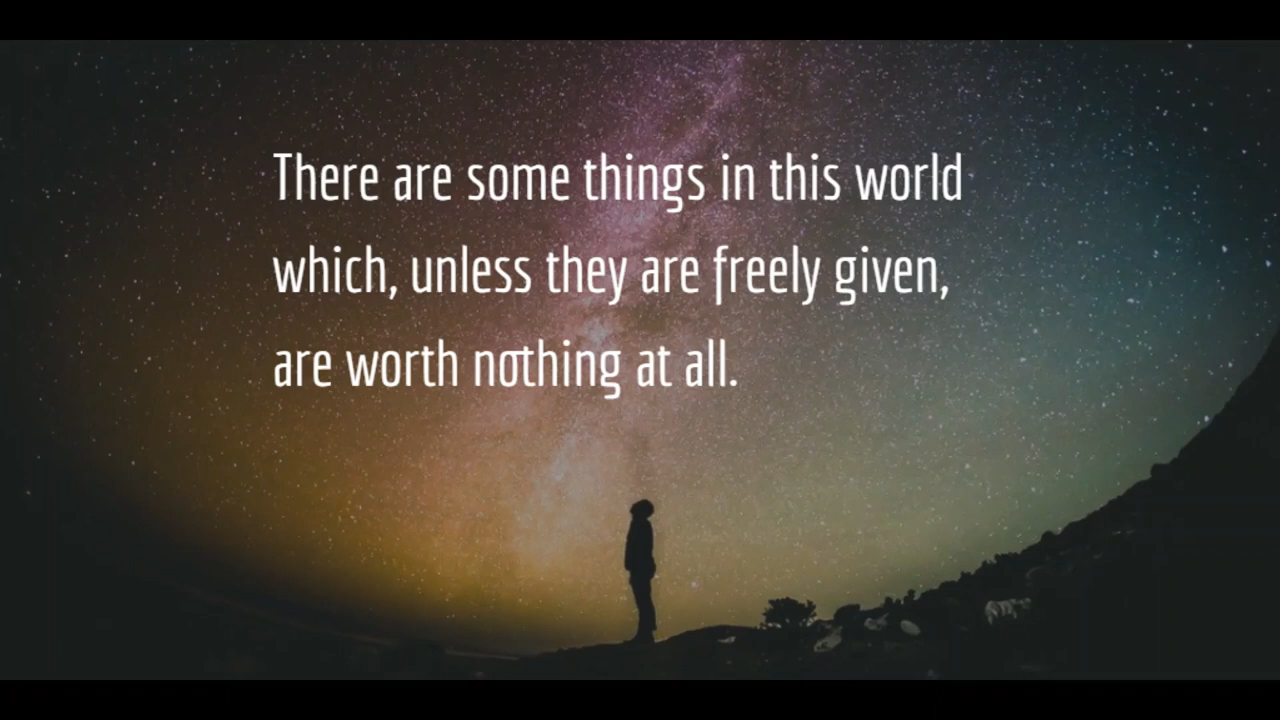 There are some things in this world
which, unless they are freely given,
are worth nothing at all.